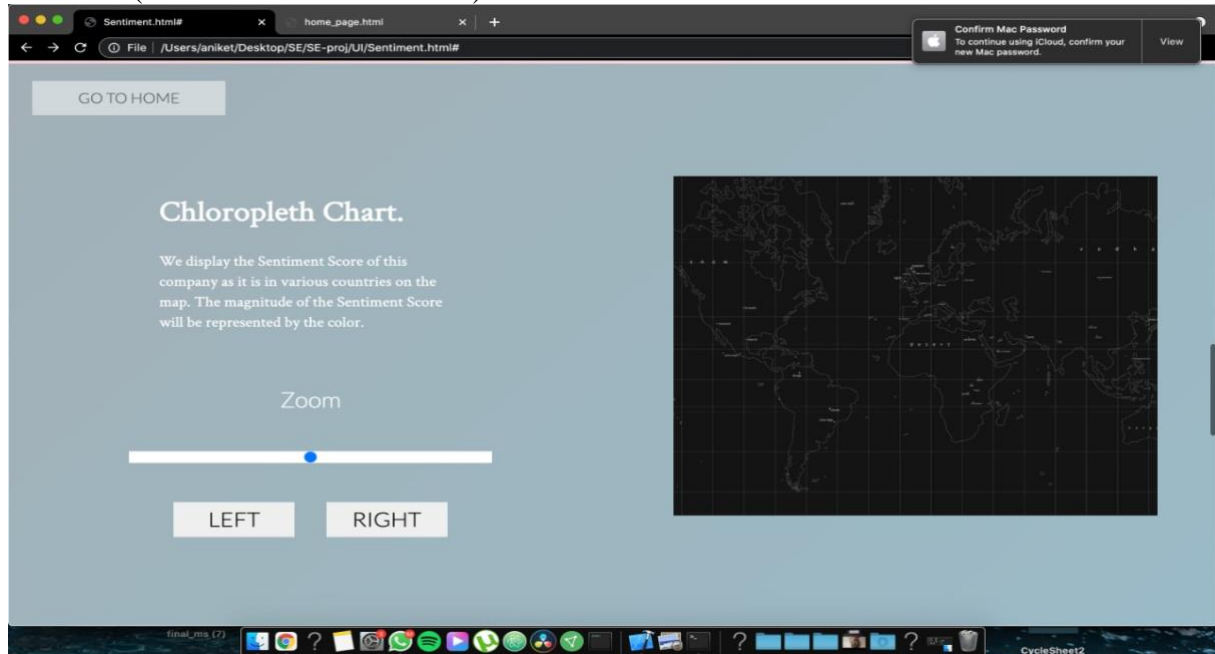 Sentiment.html#
home_page.html
Confirm Mac Password
To continue using iCloud, confirm your
new Mac password.
View
File | /Users/aniket/Desktop/SE/SE-proj/UI/Sentiment.html#
GO TO HOME
Chloropleth Chart.
We display the Sentiment Score of this
company as it is in various countries on the
map. The magnitude of the Sentiment Score
will be represented by the color.
Zoom
LEFT
RIGHT
final_ms (7)
CycleSheet2